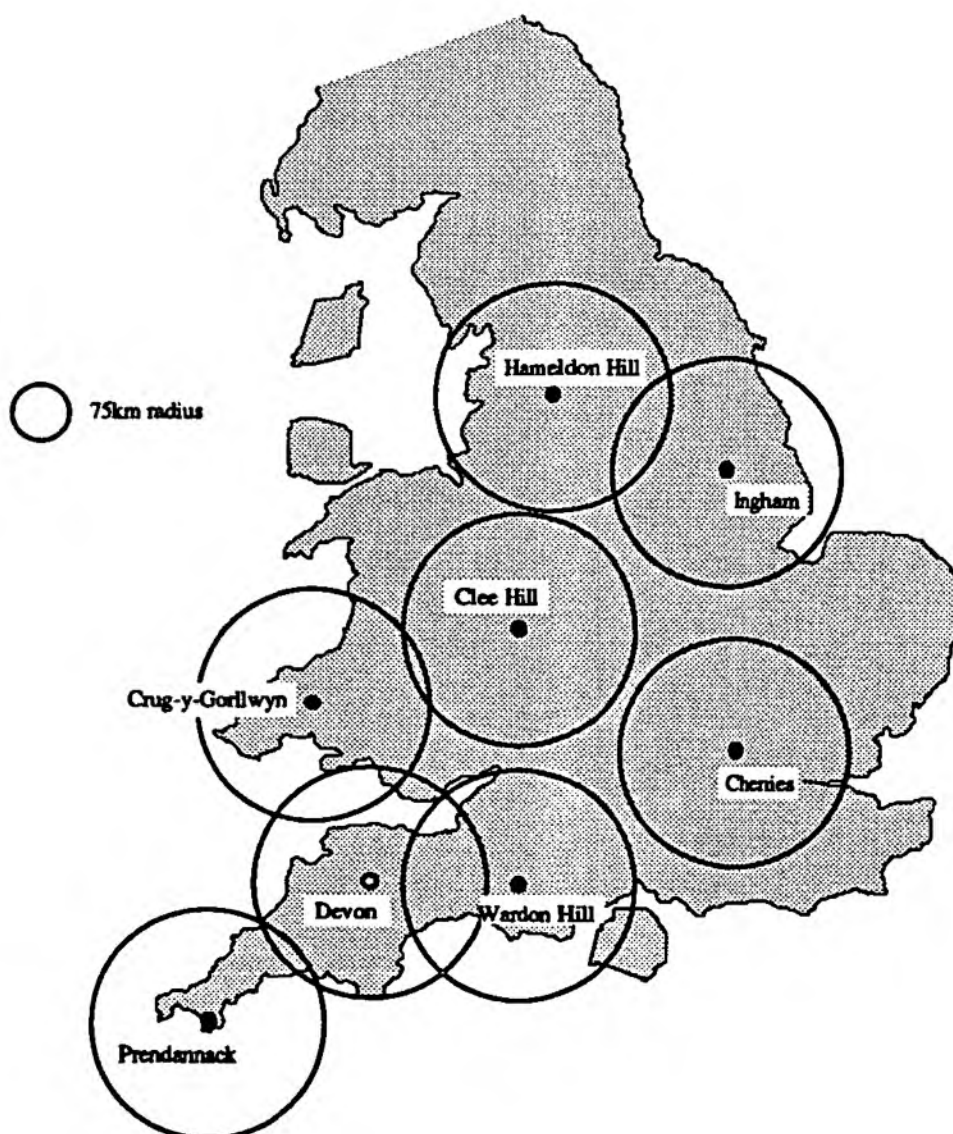 Hameldon Hill
75km radius
Ingham
Clee Hill
Crug-y-Gorllwyn
Chenies
Devon
Wardon Hill
Prendannack